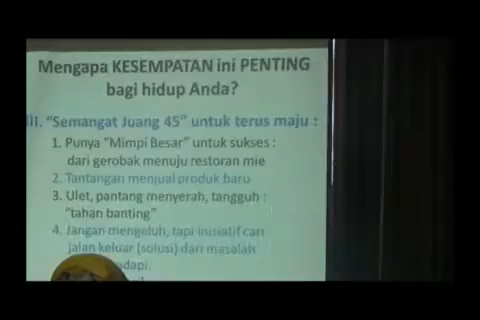 Mengapa KESEMPATAN ini PENTING
bagi hidup Anda?
III. "Semangat Juang 45" untuk terus maju :
1. Punya "Mimpi Besar" untuk sukses :
dari gerobak menuju restoran mie
2. Tantangan menjual produk baru
3. Ulet, pantang menyerah, tangguh :
"tahan banting"
4. Jangan mengeluh, tapi inisiatif cari
jalan keluar (solusi) dari masalah